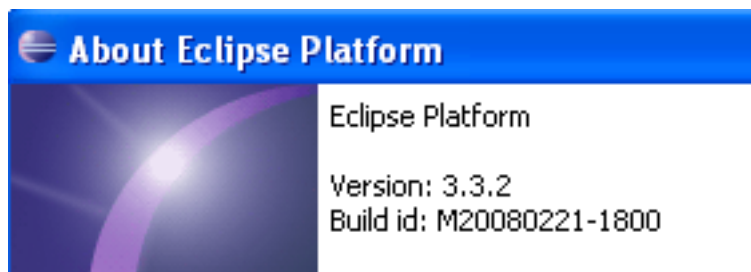 About Eclipse Platform
Eclipse Platform
Version: 3.3.2
Build id: M20080221-1800